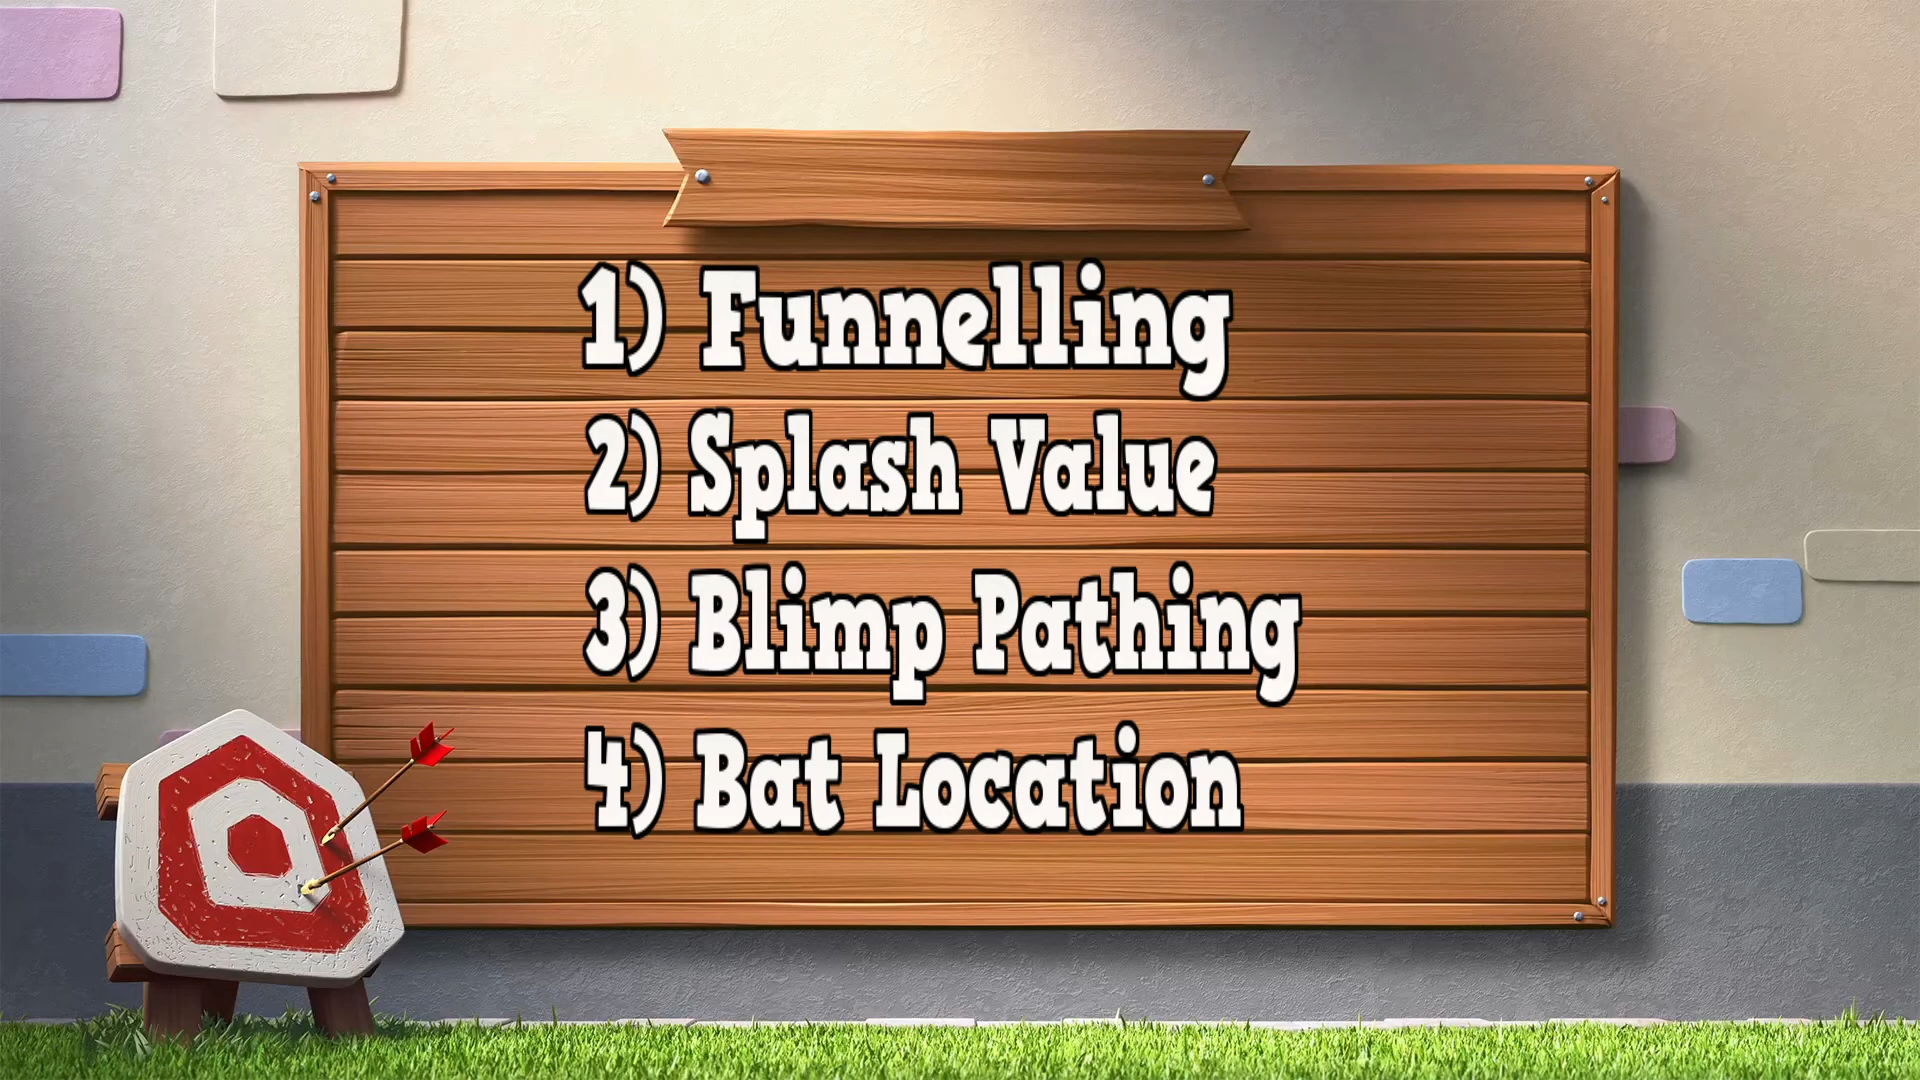 1) Funnelling
2) Splash Value
3) Blimp Pathing
4) Bat Location